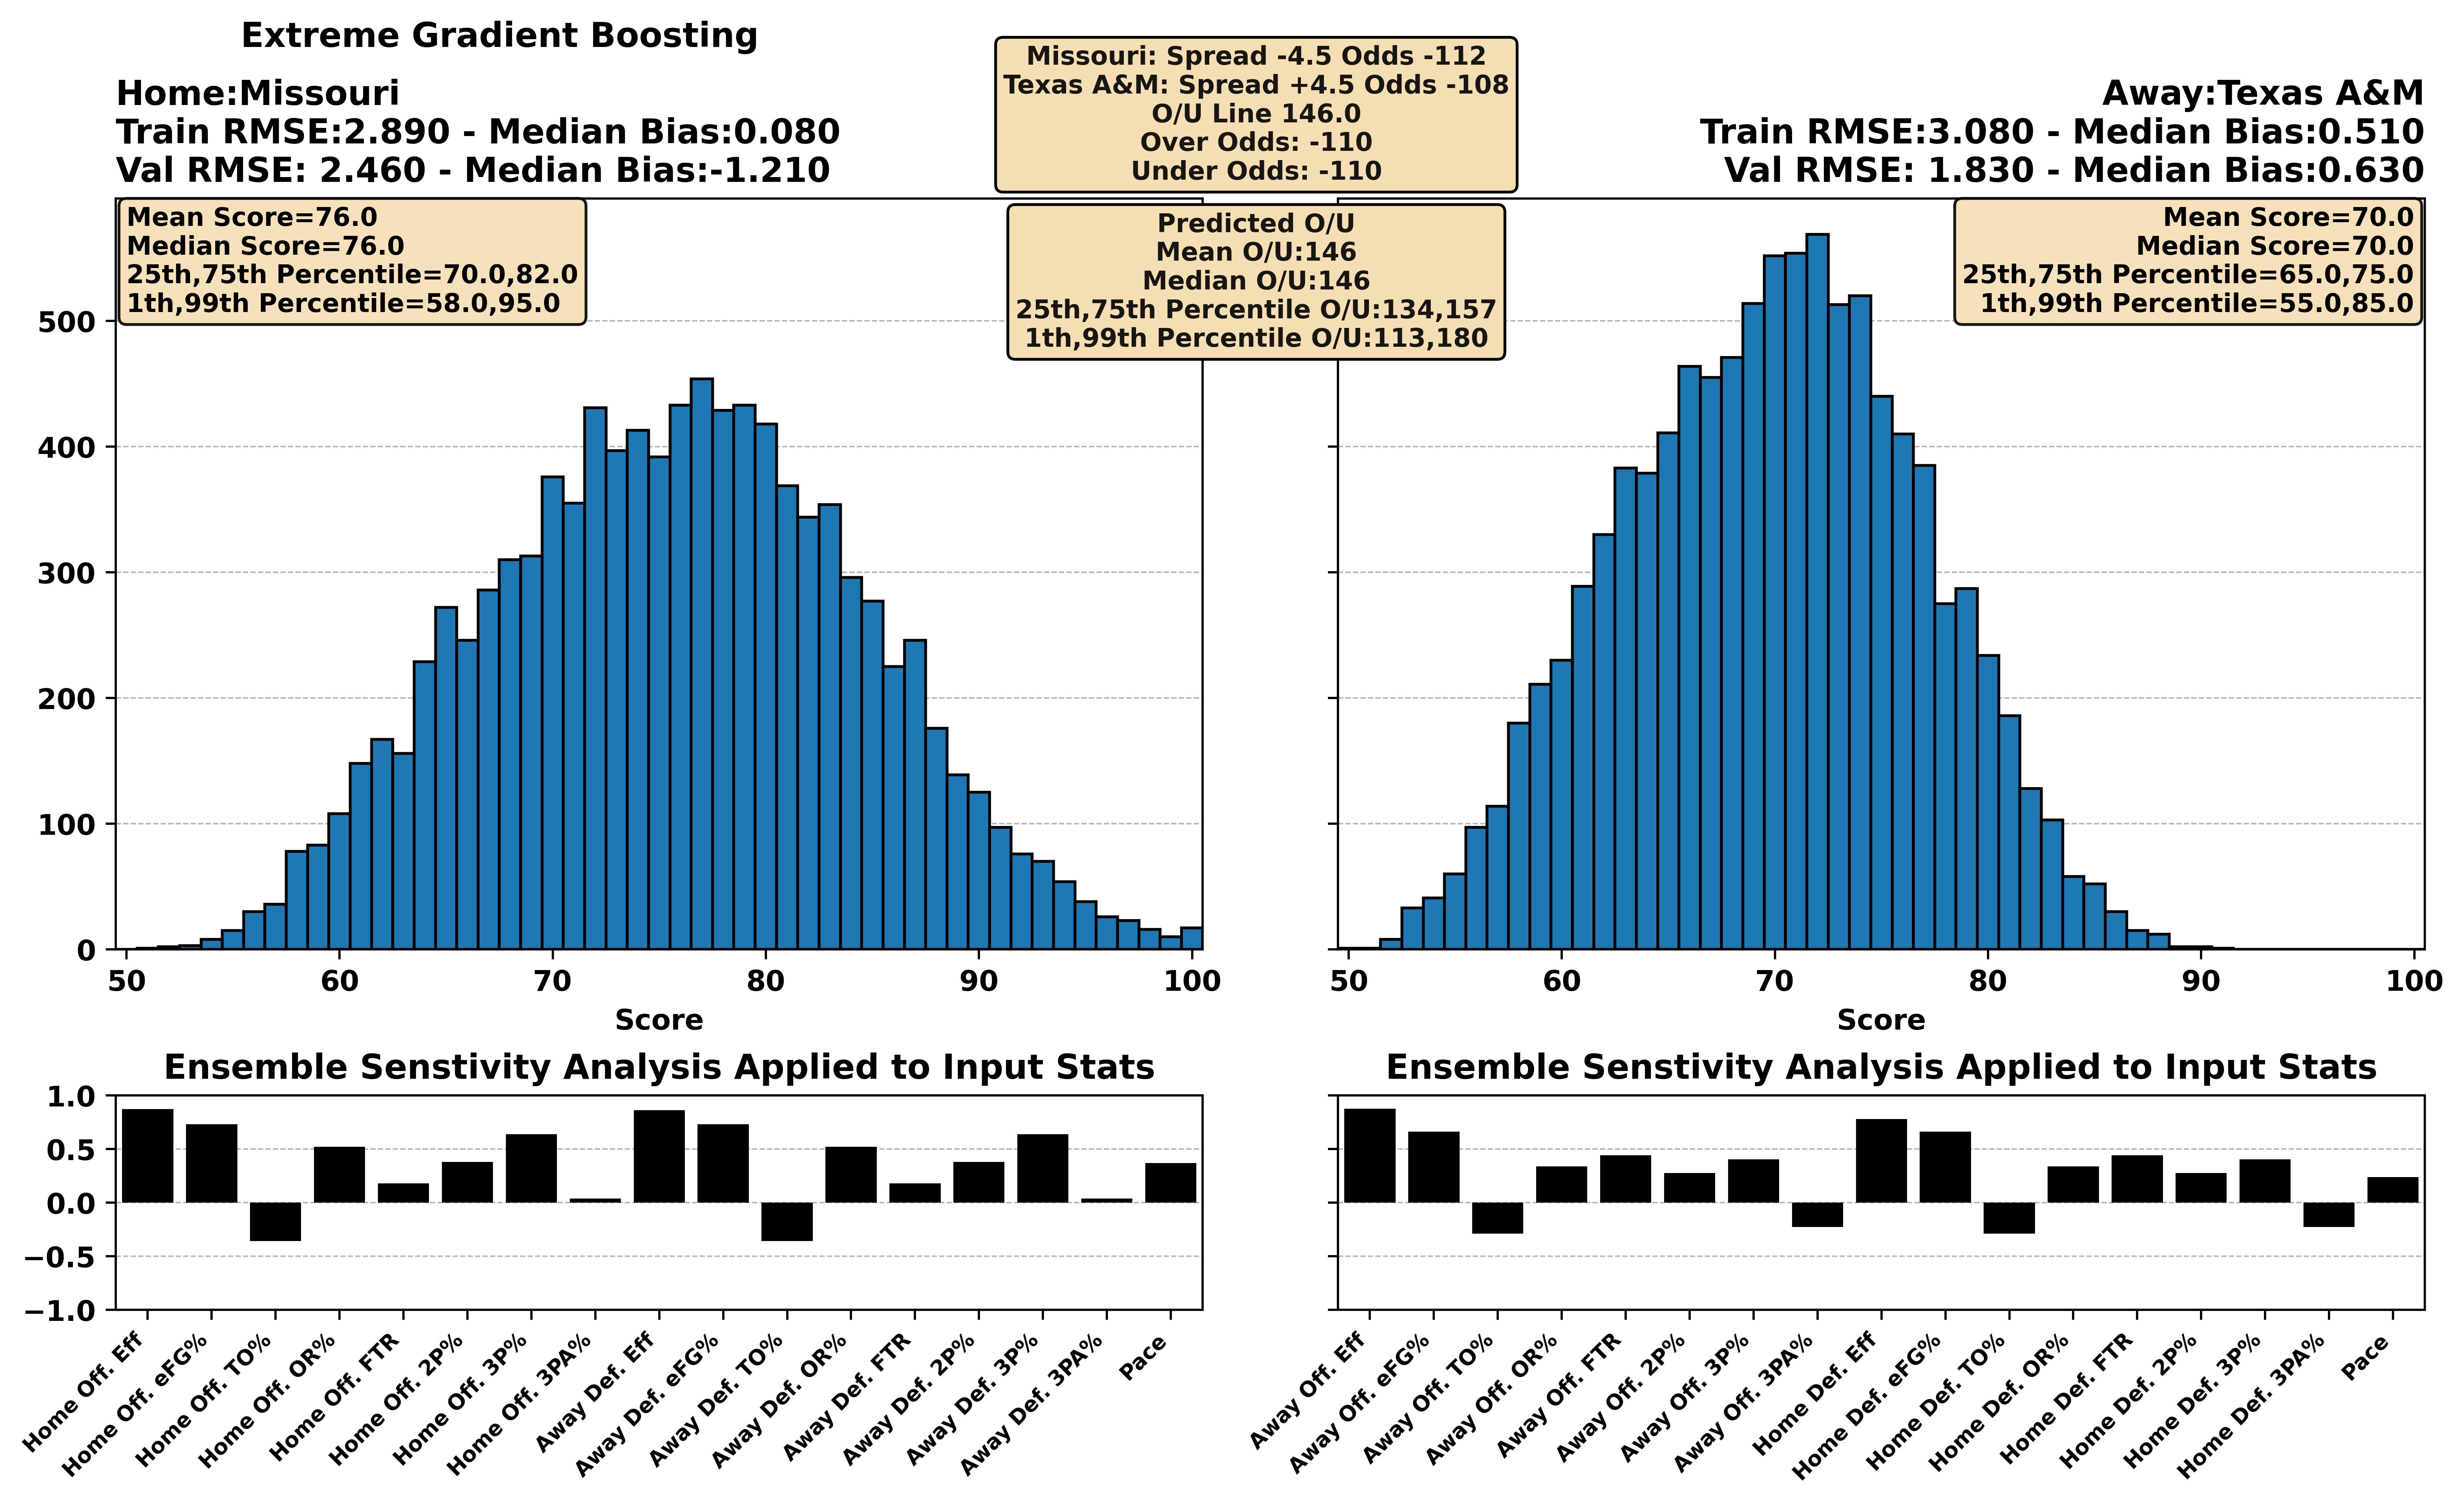 Extreme Gradient Boosting
Home:Missouri
Train RMSE:2.890 - Median Bias:0.080
Val RMSE: 2.460 - Median Bias:-1.210
Missouri: Spread -4.5 Odds -112
Texas A&M: Spread +4.5 Odds -108
O/U Line 146.0
Over Odds: -110
Under Odds: -110
Away:Texas A&M
Train RMSE:3.080 - Median Bias:0.510
Val RMSE: 1.830 - Median Bias:0.630
Mean Score=76.0
Median Score=76.0
25th,75th Percentile=70.0,82.0
1th,99th Percentile=58.0,95.0
Predicted O/U
Mean O/U:146
Median O/U:146
25th,75th Percentile O/U:134,157
1th,99th Percentile O/U:113,180
Mean Score=70.0
Median Score=70.0
25th,75th Percentile=65.0,75.0
1th,99th Percentile=55.0,85.0
500
400
300
200
100
0
50 60 70 80 90 100
Score
50 60 70 80 90 100
Score
Ensemble Senstivity Analysis Applied to Input Stats
1.0
0.5
0.0
−0.5
−1.0
Home Off. Eff
Home Off. eFG%
Home Off. TO%
Home Off. OR%
Home Off. FTR
Home Off. 2P%
Home Off. 3P%
Home Off. 3PA%
Away Def. Eff
Away Def. eFG%
Away Def. TO%
Away Def. OR%
Away Def. FTR
Away Def. 2P%
Away Def. 3P%
Away Def. 3PA%
Pace
Ensemble Senstivity Analysis Applied to Input Stats
Away Off. Eff
Away Off. eFG%
Away Off. TO%
Away Off. OR%
Away Off. FTR
Away Off. 2P%
Away Off. 3P%
Away Off. 3PA%
Home Def. Eff
Home Def. eFG%
Home Def. TO%
Home Def. OR%
Home Def. FTR
Home Def. 2P%
Home Def. 3P%
Home Def. 3PA%
Pace